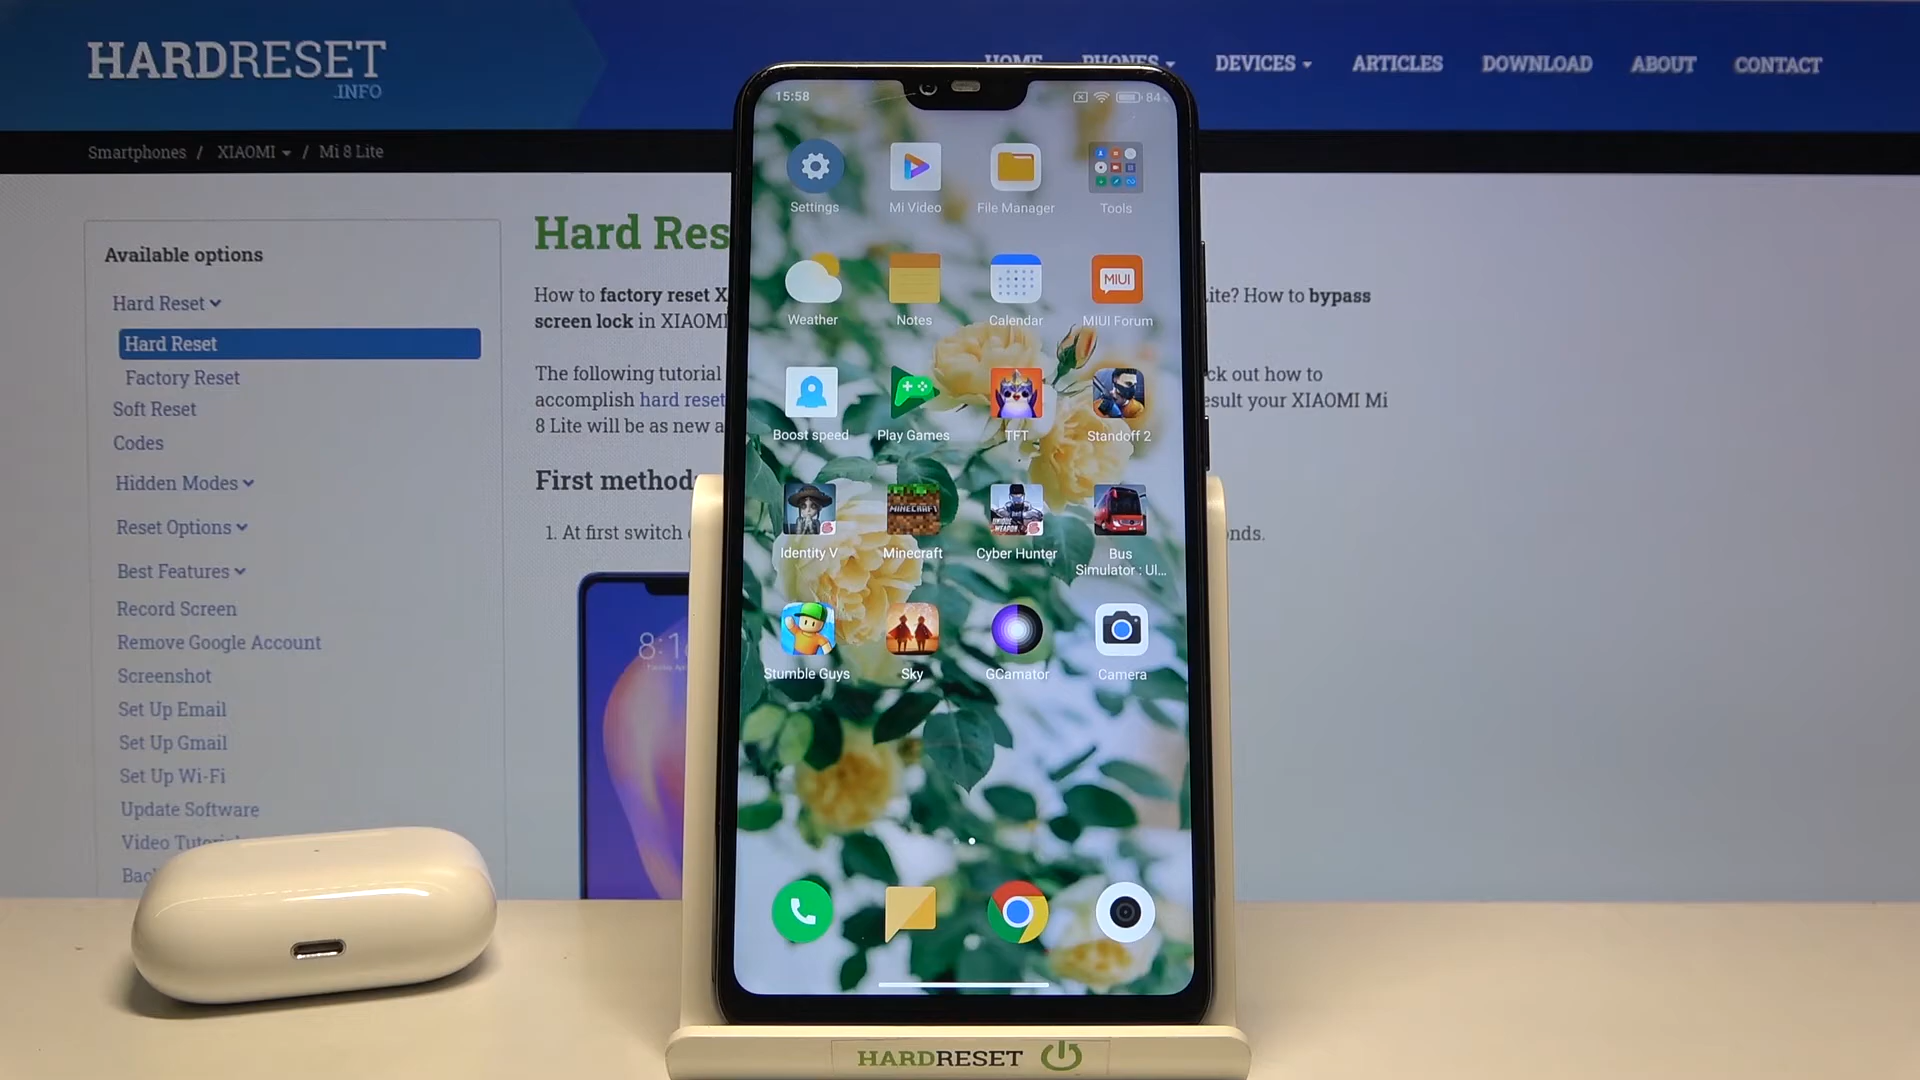 HARDRESET
.INFO
HOME PHONES DEVICES ARTICLES DOWNLOAD ABOUT CONTACT
Smartphones / XIAOMI / Mi 8 Lite
Available options
Hard Reset
Hard Reset
Factory Reset
Soft Reset
Codes
Hidden Modes
Reset Options
Best Features
Record Screen
Remove Google Account
Screenshot
Set Up Email
Set Up Gmail
Set Up Wi-Fi
Update Software
Video
Hard Res
How to factory reset X ite? How to bypass
screen lock in XIAOMI
The following tutorial ck out how to
accomplish hard reset esult your XIAOMI Mi
8 Lite will be as new a
First method:
1. At first switch nds.
15:58
84
Settings
Mi Video
File Manager
Tools
Weather
Notes
Calendar
MIUI
MIUI Forum
Boost speed
Play Games
TFT
Standoff 2
Identity V
MINECRAFT
Minecraft
Cyber Hunter
Bus
Simulator : Ul...
Stumble Guys
Sky
GCamator
Camera
HARDRESET